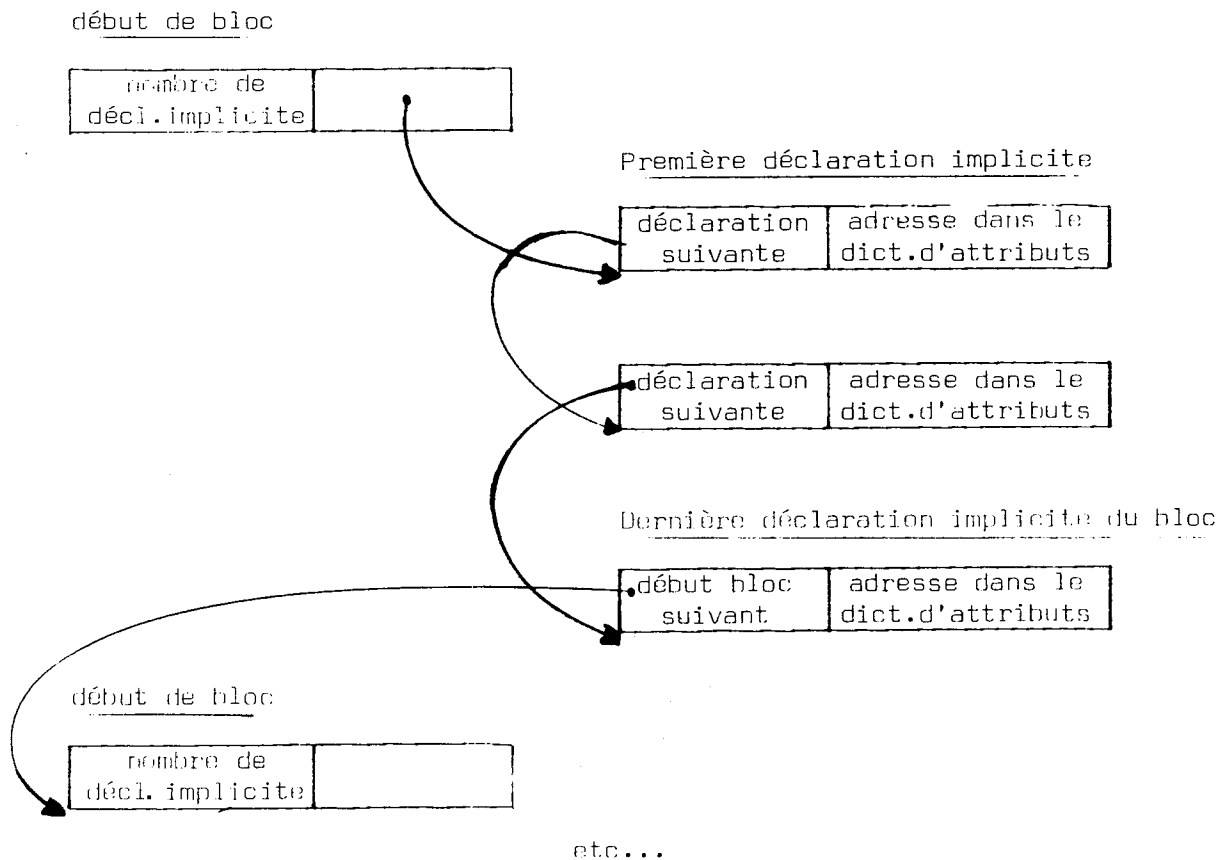 début de bloc
nombre de
décl.implicite
Première déclaration implicite
déclaration
suivante
adresse dans le
dict.d'attributs
déclaration
suivante
adresse dans le
dict.d'attributs
Dernière déclaration implicite du bloc
début bloc
suivant
adresse dans le
dict.d'attributs
début de bloc
nombre de
décl.implicite
etc...